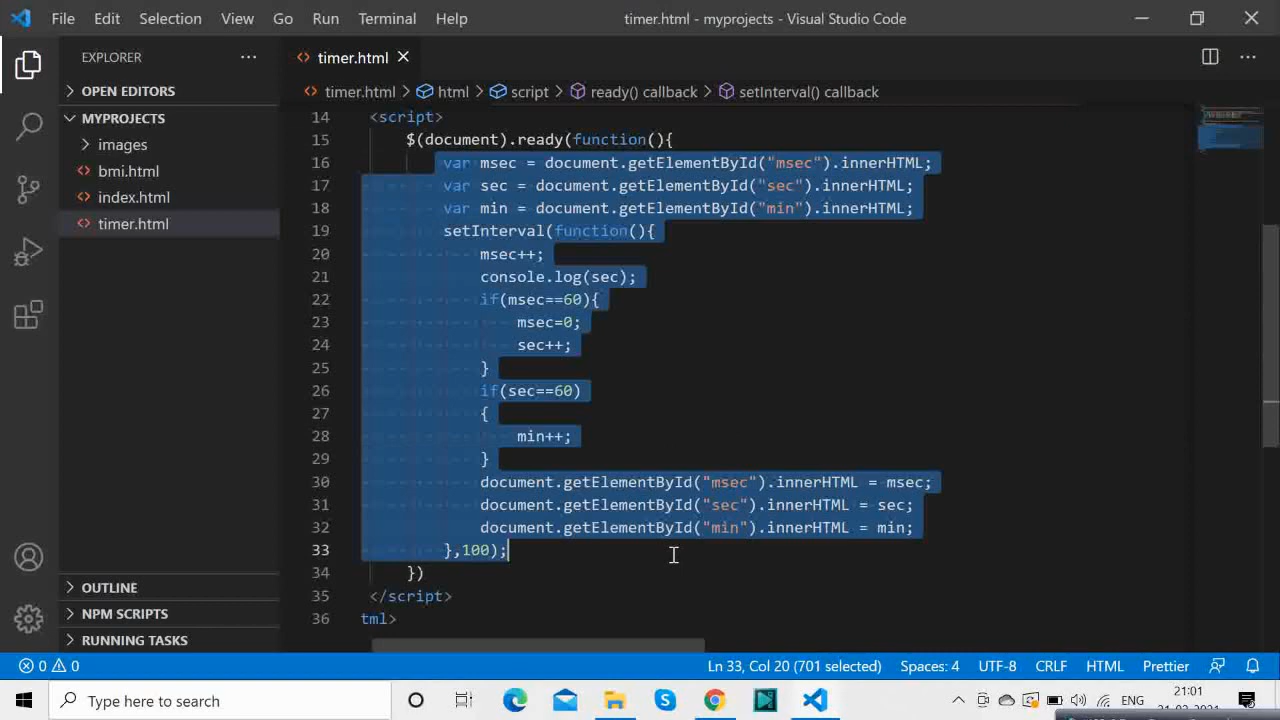 File Edit Selection View Go Run Terminal Help timer.html - myprojects - Visual Studio Code
EXPLORER
OPEN EDITORS
MYPROJECTS
images
bmi.html
index.html
timer.html
OUTLINE
NPM SCRIPTS
RUNNING TASKS
timer.html
timer.html > html > script > ready() callback > setInterval() callback
14 <script>
15 $(document).ready(function(){
16 var msec = document.getElementById("msec").innerHTML;
17 var sec = document.getElementById("sec").innerHTML;
18 var min = document.getElementById("min").innerHTML;
19 setInterval(function(){
20 msec++;
21 console.log(sec);
22 if(msec==60){
23 msec=0;
24 sec++;
25 }
26 if(sec==60)
27 {
28 min++;
29 }
30 document.getElementById("msec").innerHTML = msec;
31 document.getElementById("sec").innerHTML = sec;
32 document.getElementById("min").innerHTML = min;
33 },100);
34 })
35 </script>
36 tml>
0 0 Ln 33, Col 20 (701 selected) Spaces: 4 UTF-8 CRLF HTML Prettier
Type here to search
ENG
21:01